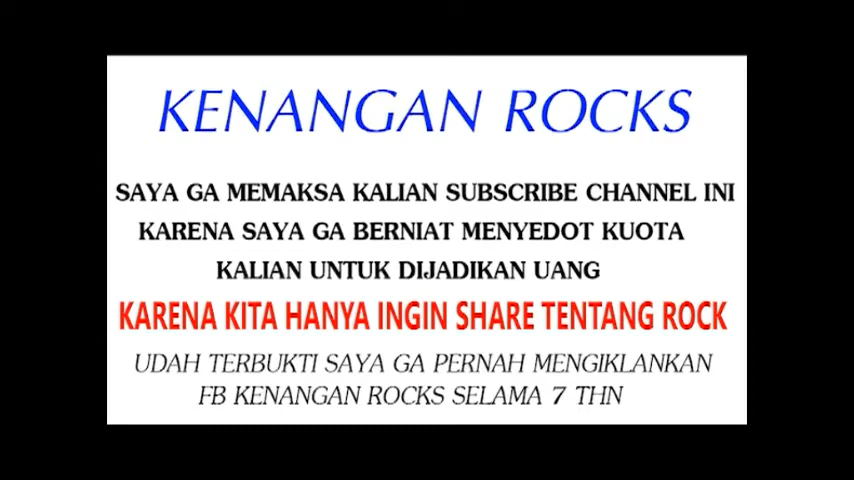 KENANGAN ROCKS
SAYA GA MEMAKSA KALIAN SUBSCRIBE CHANNEL INI
KARENA SAYA GA BERNIAT MENYEDOT KUOTA
KALIAN UNTUK DIJADIKAN UANG
KARENA KITA HANYA INGIN SHARE TENTANG ROCK
UDAH TERBUKTI SAYA GA PERNAH MENGIKLANKAN
FB KENANGAN ROCKS SELAMA 7 THN